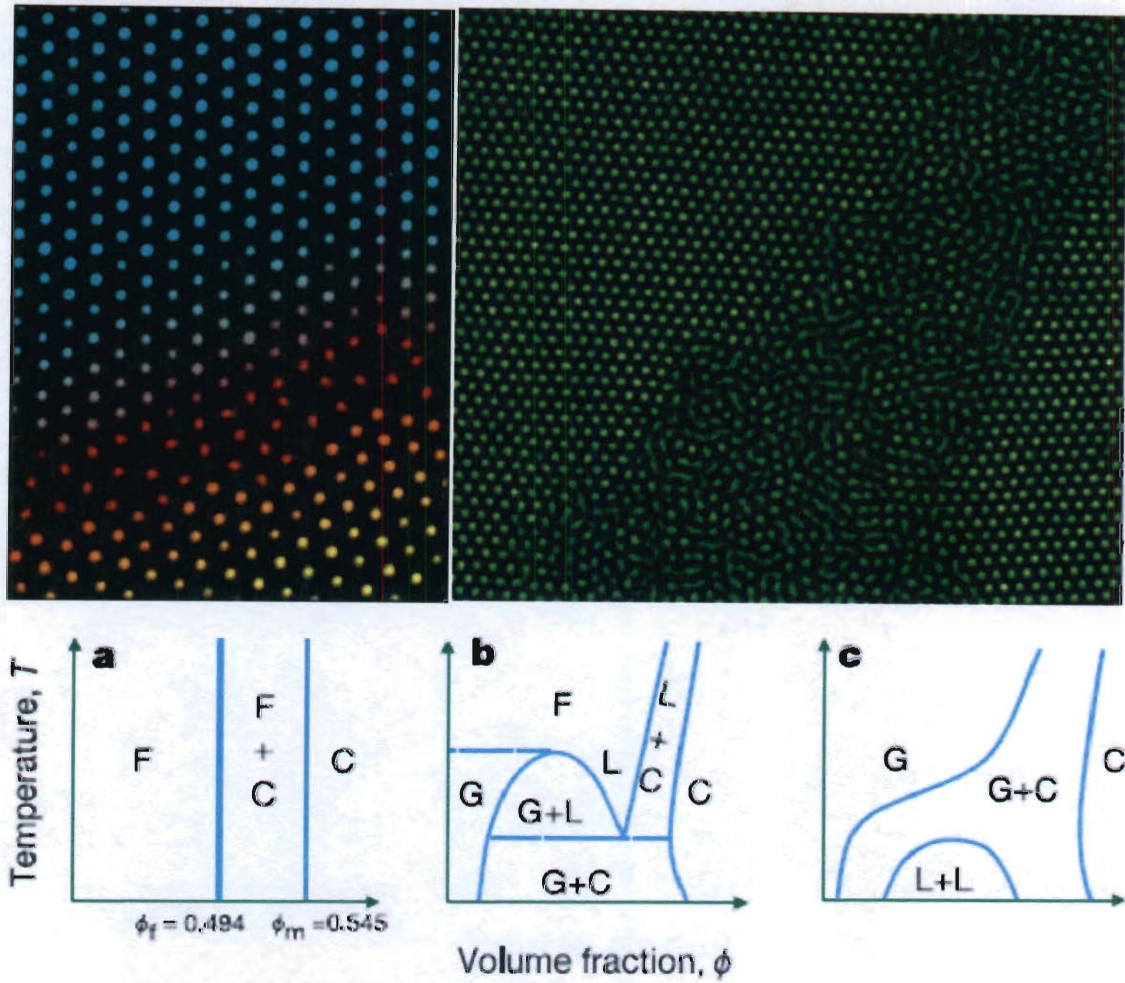 a
b
c
Temperature, T
F
F
+
C
C
ϕf = 0.494
ϕm =0.545
F
L
+
C
G
L
C
G+L
G+C
G
G+C
C
L+L
Volume fraction, ϕ